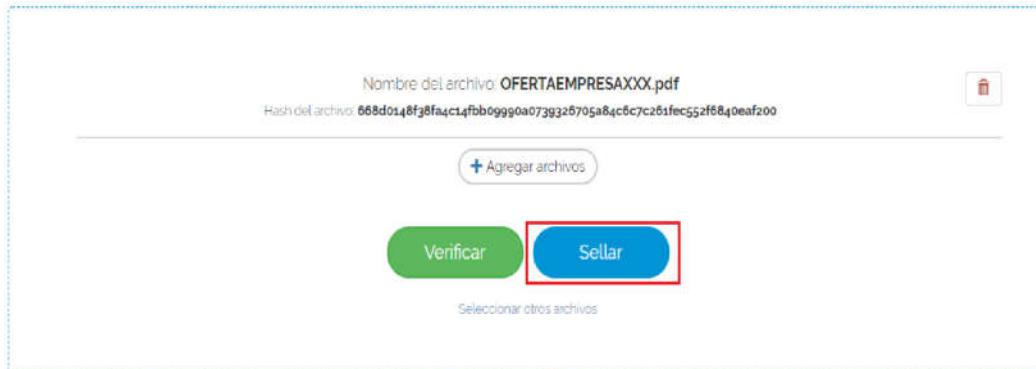 Nombre del archivo: OFERTAEMPRESAXXX.pdf
Hash del archivo: 668d0148f38fa4c14fbb09990a0739326705a84c6c7c261fec552f6840eaf200
Agregar archivos
Verificar
Sellar
Seleccionar otros archivos